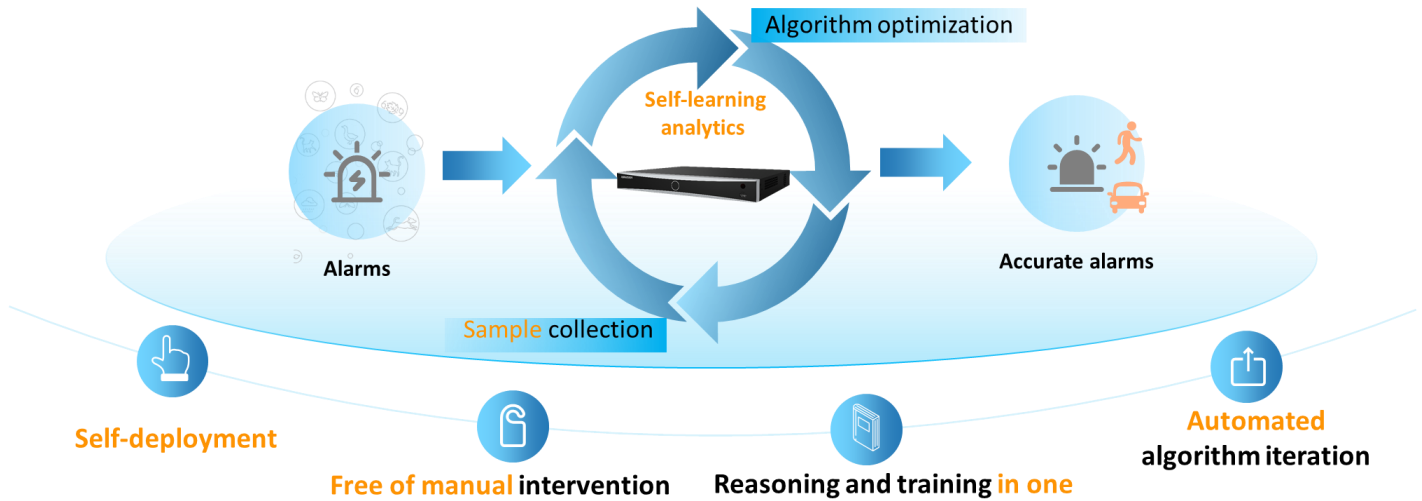 Algorithm optimization
Self-learning
analytics
Alarms
Accurate alarms
Sample collection
Self-deployment
Free of manual intervention
Reasoning and training in one
Automated
algorithm iteration